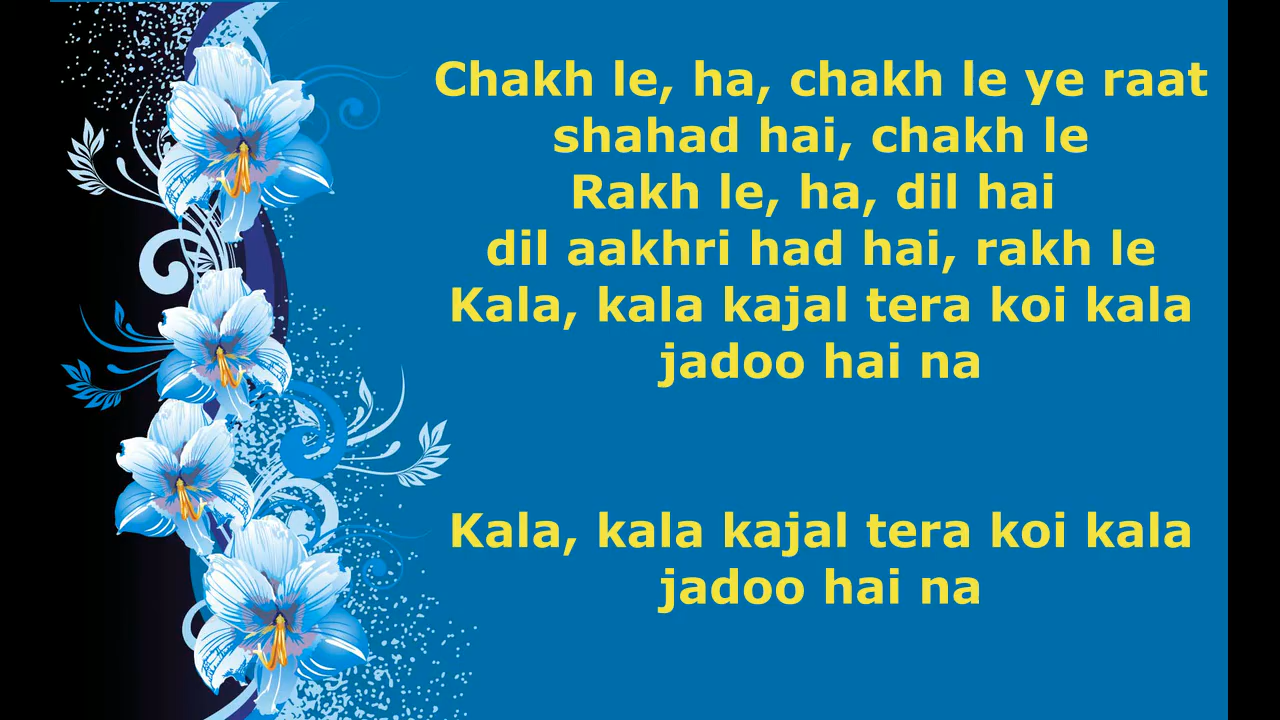 Chakh le, ha, chakh le ye raat
shahad hai, chakh le
Rakh le, ha, dil hai
dil aakhri had hai, rakh le
Kala, kala kajal tera koi kala
jadoo hai na
Kala, kala kajal tera koi kala
jadoo hai na